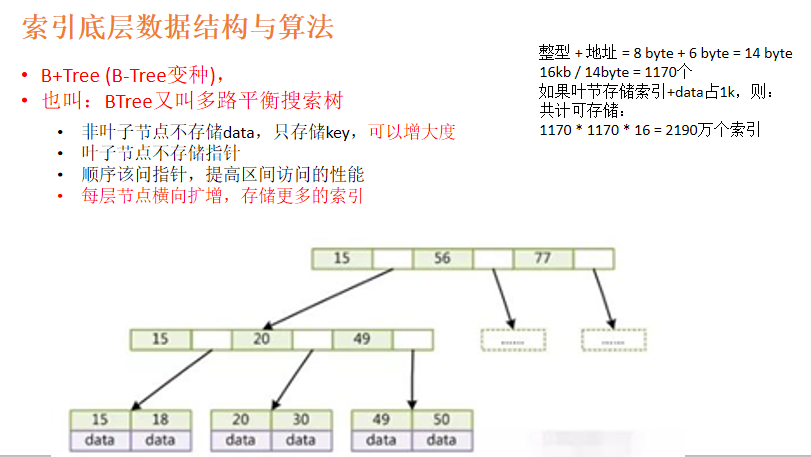 索引底层数据结构与算法
整型 + 地址 = 8 byte + 6 byte = 14 byte
16kb / 14byte = 1170个
如果叶节存储索引+data占1k，则：
共计可存储：
1170 * 1170 * 16 = 2190万个索引
• B+Tree (B-Tree变种)，
• 也叫：BTree又叫多路平衡搜索树
• 非叶子节点不存储data，只存储key，可以增大度
• 叶子节点不存储指针
• 顺序该问指针，提高区间访问的性能
• 每层节点横向扩增，存储更多的索引
15 56 77
15 20 49 ...... ......
15 18 20 30 49 50
data data data data data data